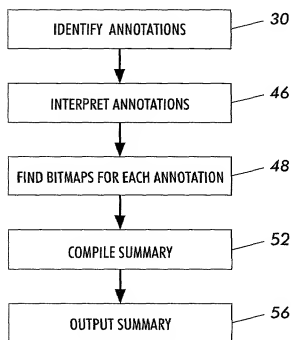 IDENTIFY ANNOTATIONS 30
INTERPRET ANNOTATIONS 46
FIND BITMAPS FOR EACH ANNOTATION 48
COMPILE SUMMARY 52
OUTPUT SUMMARY 56